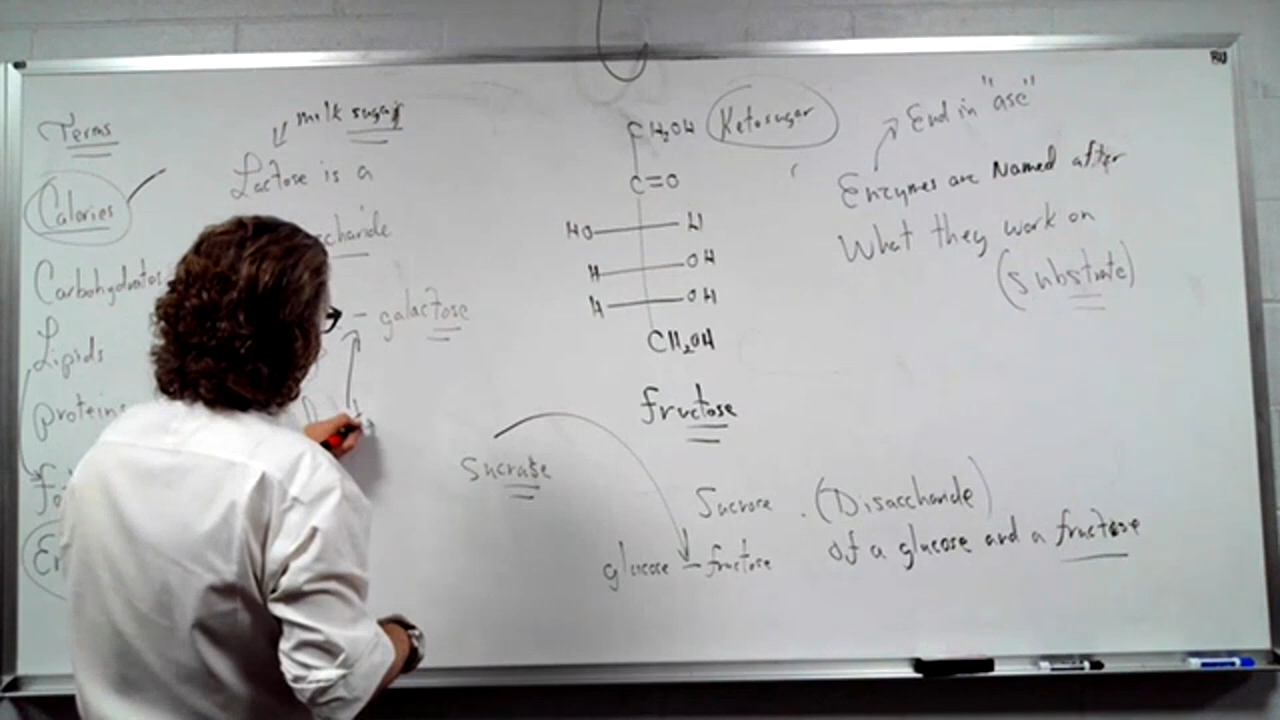 Terms
Calories
Carbohydrates
Lipids
proteins
milk sugar
Lactose is a
saccharide
– galactose
CH₂OH
Ketosugar
C=O
HO H
H OH
H OH
CH₂OH
fructose
End in "ase"
Enzymes are Named after
What they work on
(substrate)
Sucrase
Sucrose . (Disaccharide)
glucose – fructose
of a glucose and a fructose